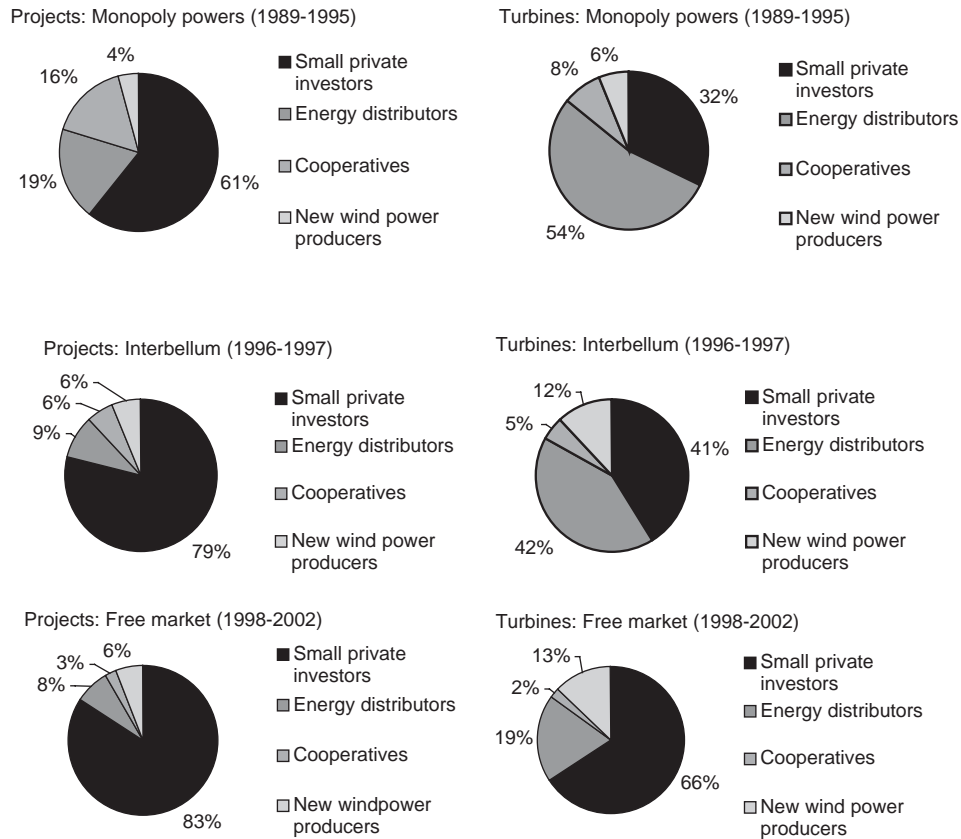 Projects: Monopoly powers (1989-1995)
4%
16%
19%
61%
Small private
investors
Energy distributors
Cooperatives
New wind power
producers
Turbines: Monopoly powers (1989-1995)
6%
8%
32%
54%
Small private
investors
Energy distributors
Cooperatives
New wind power
producers
Projects: Interbellum (1996-1997)
6%
6%
9%
79%
Small private
investors
Energy distributors
Cooperatives
New wind power
producers
Turbines: Interbellum (1996-1997)
12%
5%
41%
42%
Small private
investors
Energy distributors
Cooperatives
New wind power
producers
Projects: Free market (1998-2002)
6%
3%
8%
83%
Small private
investors
Energy distributors
Cooperatives
New windpower
producers
Turbines: Free market (1998-2002)
13%
2%
19%
66%
Small private
investors
Energy distributors
Cooperatives
New wind power
producers